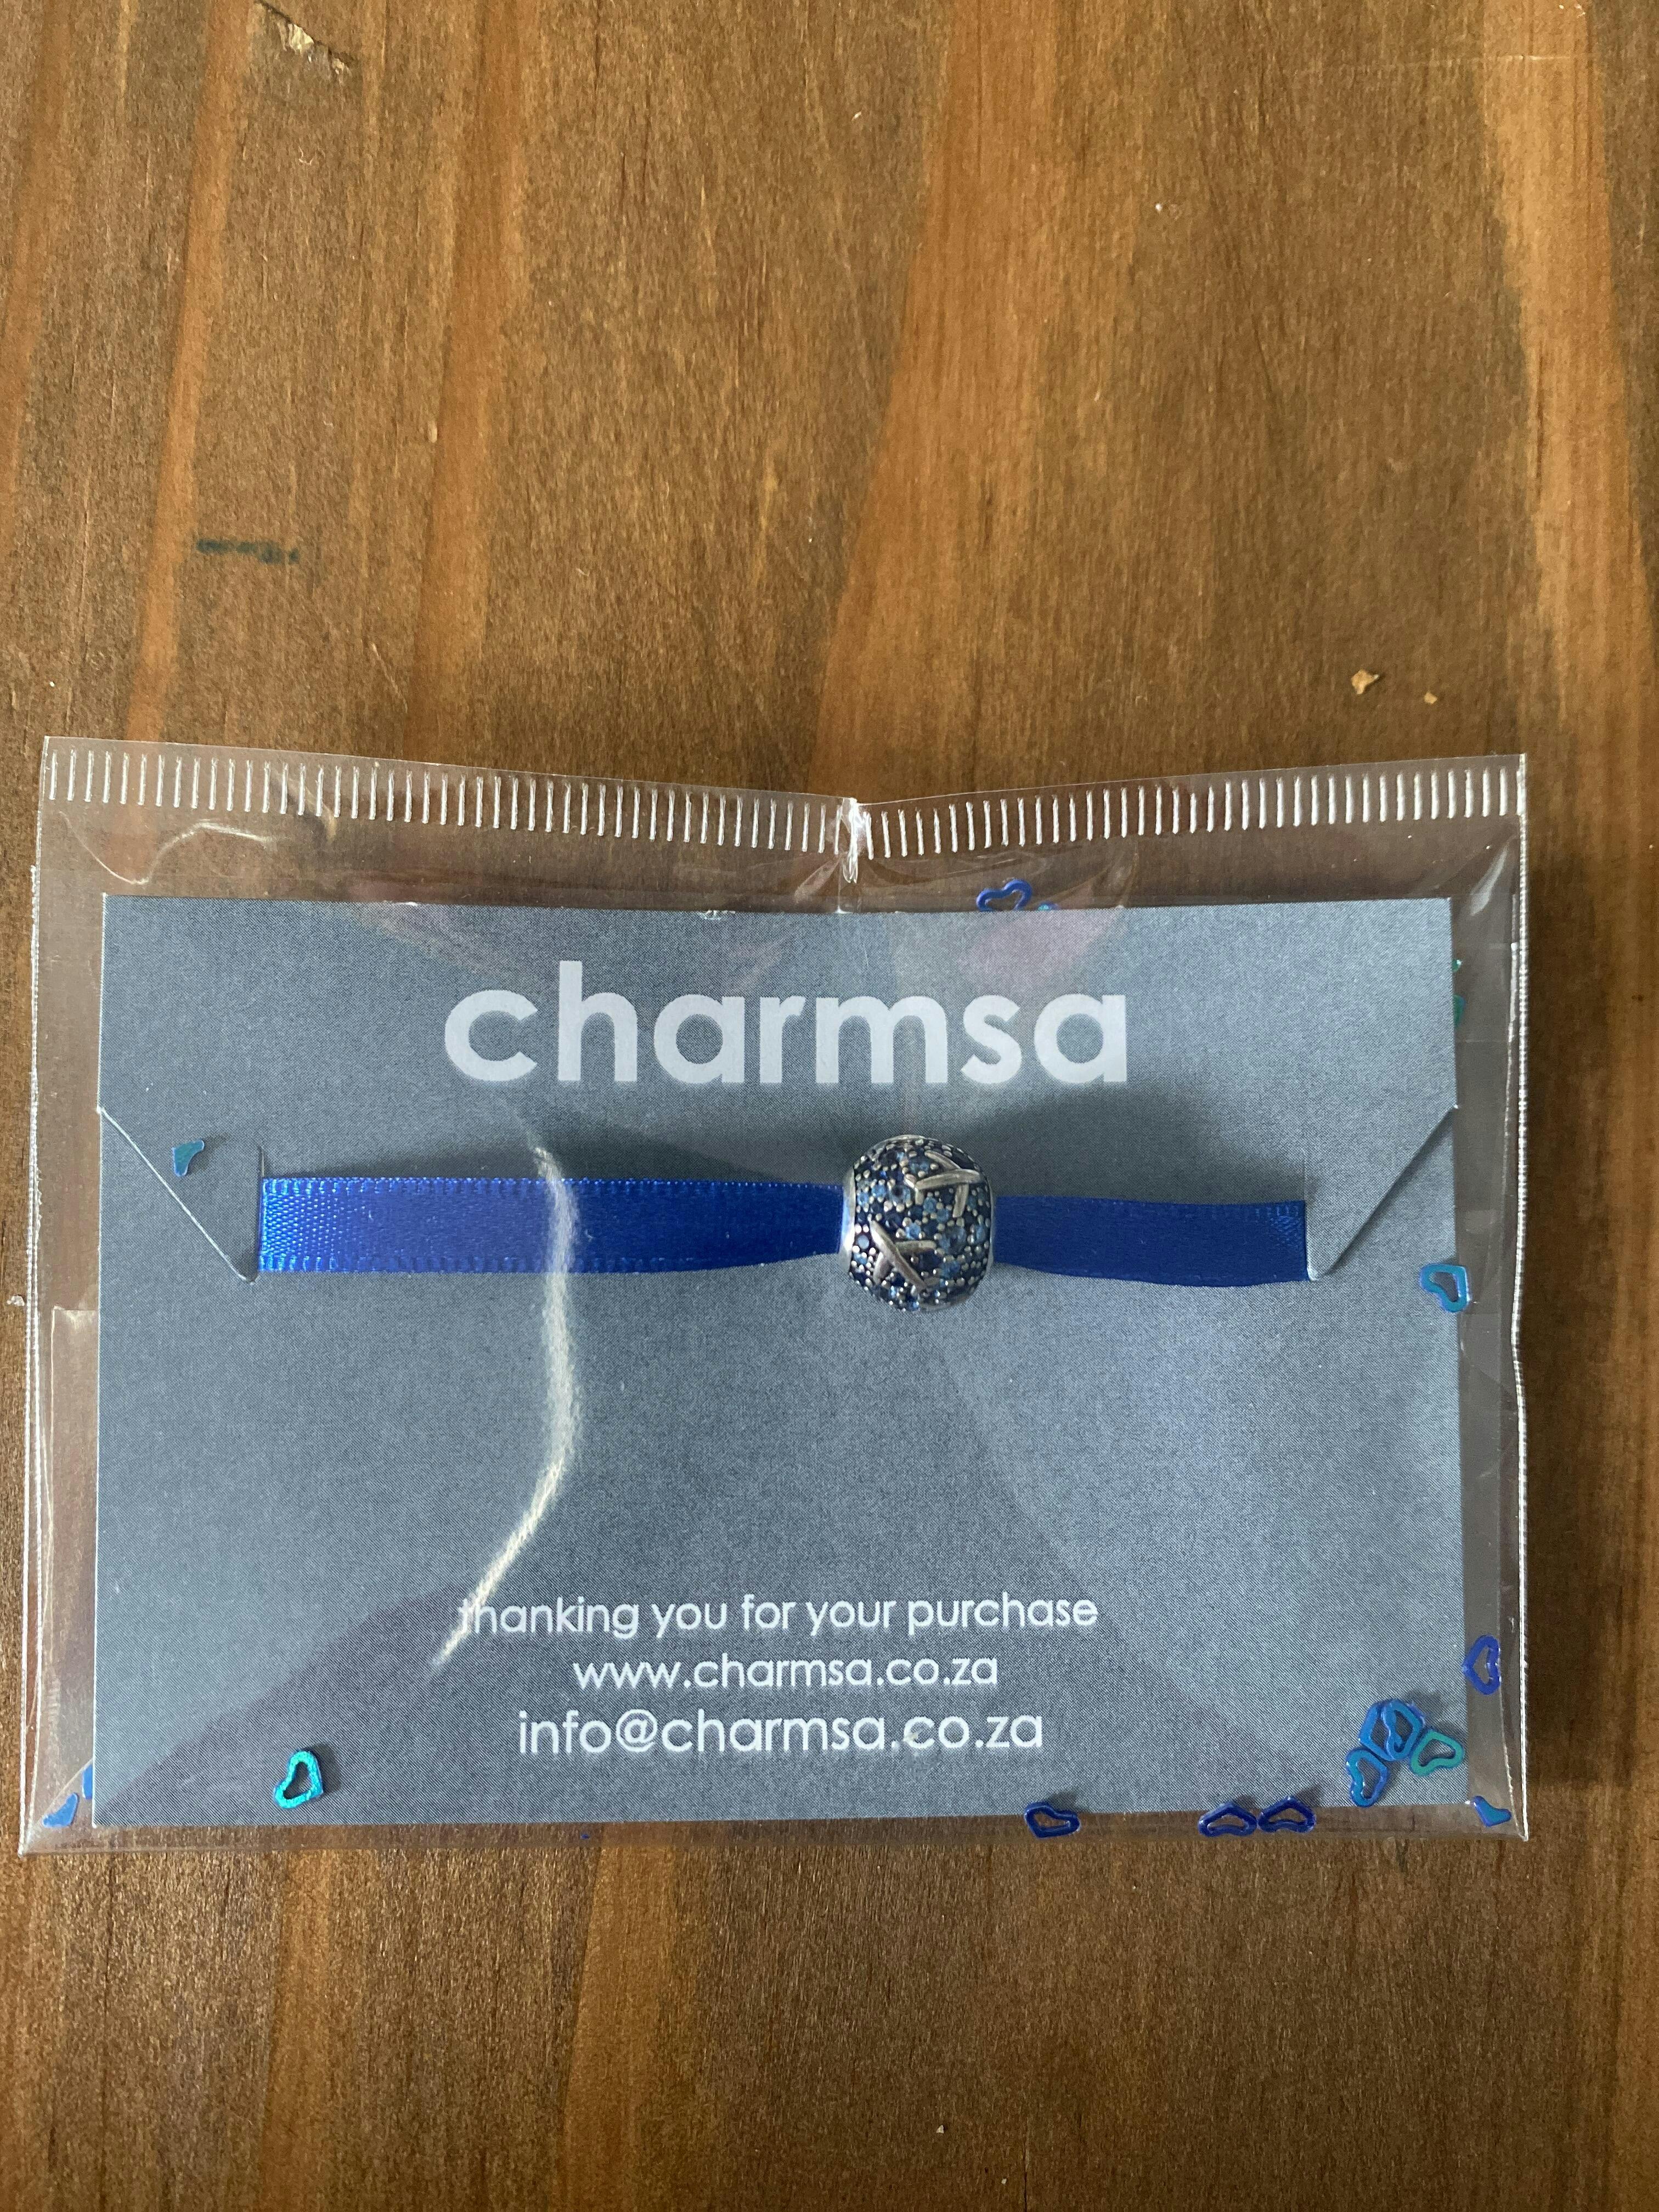 charmsa
thanking you for your purchase
www.charmsa.co.za
info@charmsa.co.za